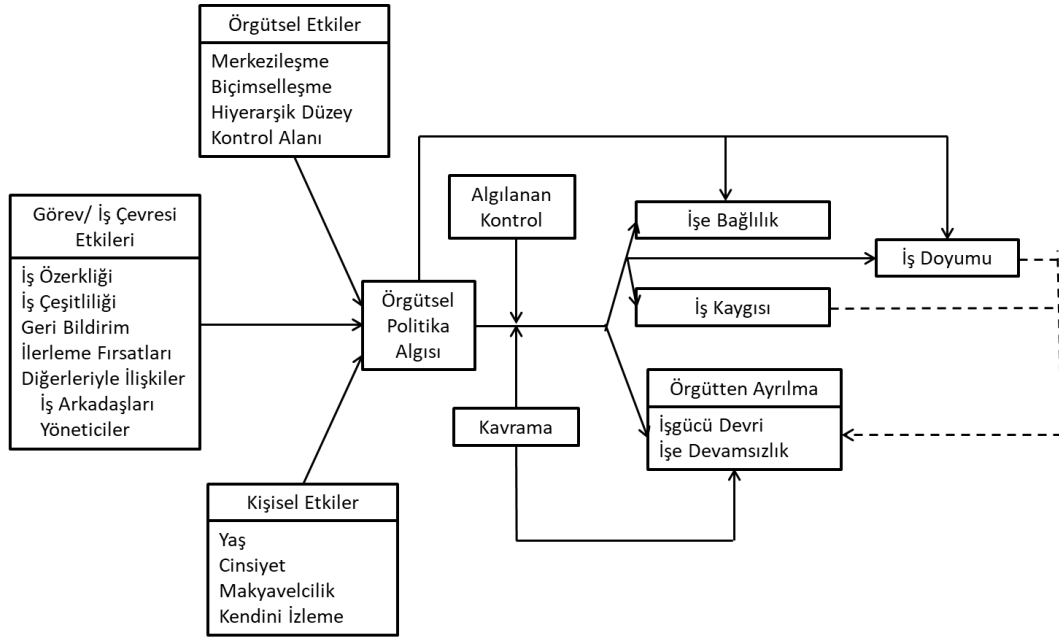 Örgütsel Etkiler
Merkezileşme
Biçimselleşme
Hiyerarşik Düzey
Kontrol Alanı
Görev/ İş Çevresi
Etkileri
İş Özerkliği
İş Çeşitliliği
Geri Bildirim
İlerleme Fırsatları
Diğerleriyle İlişkiler
İş Arkadaşları
Yöneticiler
Kişisel Etkiler
Yaş
Cinsiyet
Makyavelcilik
Kendini İzleme
Örgütsel
Politika
Algısı
Algılanan
Kontrol
Kavrama
İşe Bağlılık
İş Kaygısı
İş Doyumu
Örgütten Ayrılma
İşgücü Devri
İşe Devamsızlık